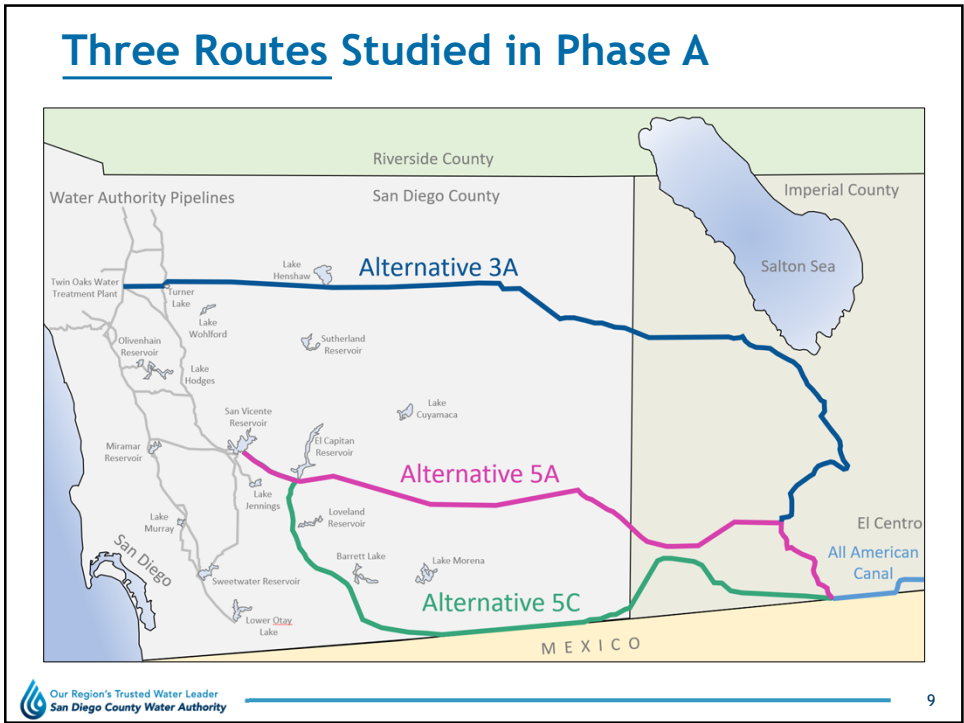 Three Routes Studied in Phase A
Riverside County
Water Authority Pipelines
San Diego County
Imperial County
Lake
Henshaw
Alternative 3A
Salton Sea
Twin Oaks Water
Treatment Plant
Turner
Lake
Lake
Wohlford
Olivenhain
Reservoir
Sutherland
Reservoir
Lake
Hodges
San Vicente
Reservoir
Lake
Cuyamaca
Miramar
Reservoir
El Capitan
Reservoir
Alternative 5A
Lake
Jennings
Lake
Murray
Loveland
Reservoir
El Centro
San Diego
Barrett Lake
Lake Morena
All American
Canal
Sweetwater Reservoir
Alternative 5C
Lower Otay
Lake
MEXICO
Our Region's Trusted Water Leader
San Diego County Water Authority
9